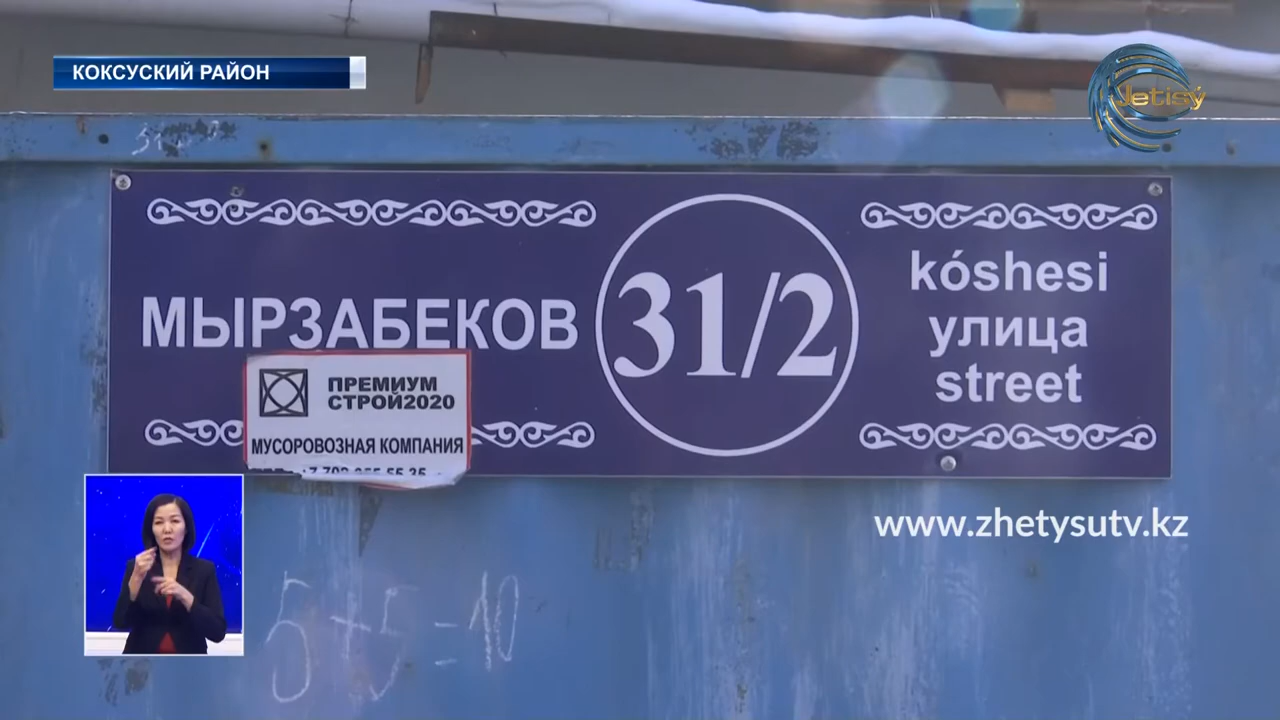 КОКСУСКИЙ РАЙОН
Jetisý
МЫРЗАБЕКОВ
31/2
kóshesi
улица
street
ПРЕМИУМ
СТРОЙ2020
МУСОРОВОЗНАЯ КОМПАНИЯ
www.zhetysutv.kz
5+5=10